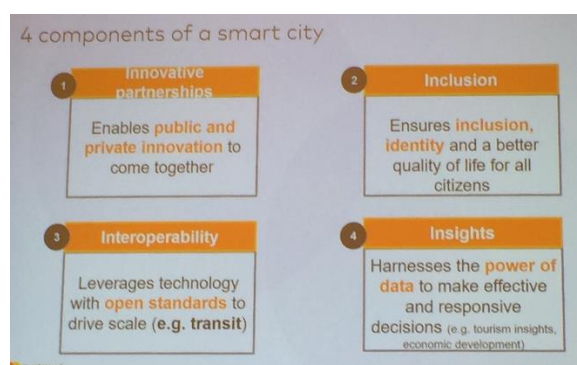 4 components of a smart city
1
Innovative
partnerships
Enables public and
private innovation to
come together
2
Inclusion
Ensures inclusion,
identity and a better
quality of life for all
citizens
3
Interoperability
Leverages technology
with open standards to
drive scale (e.g. transit)
4
Insights
Harnesses the power of
data to make effective
and responsive
decisions (e.g. tourism insights,
economic development)